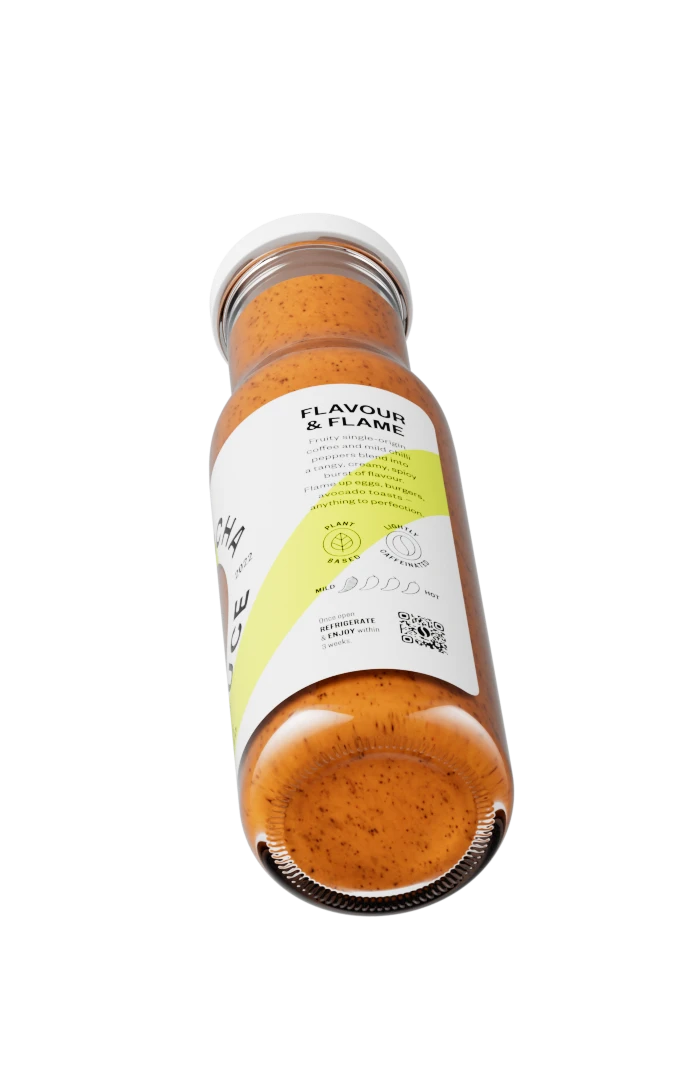 FLAVOUR
& FLAME
Fruity single-origin
coffee and mild chilli
peppers blend into
a tangy, creamy, spicy
burst of flavour.
Flame up eggs, burgers,
avocado toasts –
anything to perfection.
PLANT
BASED
LIGHTLY
CAFFEINATED
MILD
HOT
Once open
REFRIGERATE
& ENJOY within
3 weeks.
CHA
2022
UCE